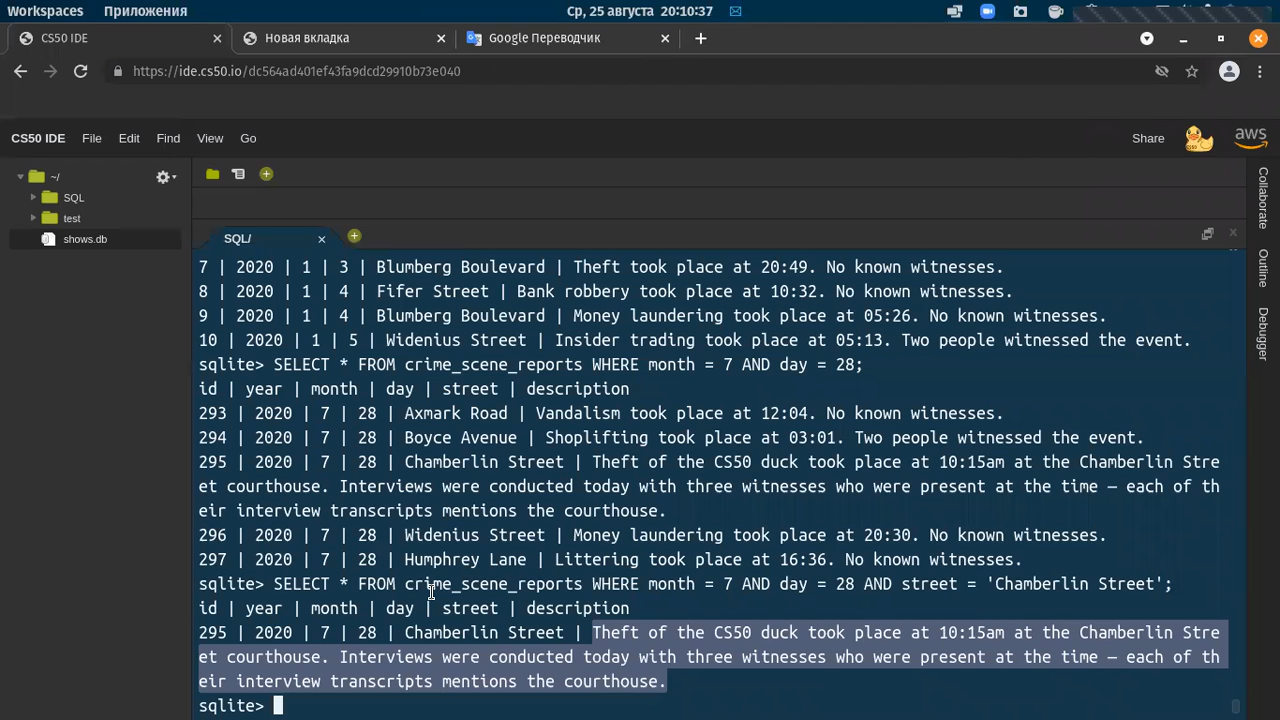 Workspaces Приложения Ср, 25 августа 20:10:37
CS50 IDE Новая вкладка Google Переводчик
https://ide.cs50.io/dc564ad401ef43fa9dcd29910b73e040
CS50 IDE File Edit Find View Go Share aws
~/
SQL
test
shows.db
SQL/
Collaborate
Outline
Debugger
7 | 2020 | 1 | 3 | Blumberg Boulevard | Theft took place at 20:49. No known witnesses.
8 | 2020 | 1 | 4 | Fifer Street | Bank robbery took place at 10:32. No known witnesses.
9 | 2020 | 1 | 4 | Blumberg Boulevard | Money laundering took place at 05:26. No known witnesses.
10 | 2020 | 1 | 5 | Widenius Street | Insider trading took place at 05:13. Two people witnessed the event.
sqlite> SELECT * FROM crime_scene_reports WHERE month = 7 AND day = 28;
id | year | month | day | street | description
293 | 2020 | 7 | 28 | Axmark Road | Vandalism took place at 12:04. No known witnesses.
294 | 2020 | 7 | 28 | Boyce Avenue | Shoplifting took place at 03:01. Two people witnessed the event.
295 | 2020 | 7 | 28 | Chamberlin Street | Theft of the CS50 duck took place at 10:15am at the Chamberlin Stre
et courthouse. Interviews were conducted today with three witnesses who were present at the time — each of th
eir interview transcripts mentions the courthouse.
296 | 2020 | 7 | 28 | Widenius Street | Money laundering took place at 20:30. No known witnesses.
297 | 2020 | 7 | 28 | Humphrey Lane | Littering took place at 16:36. No known witnesses.
sqlite> SELECT * FROM crime_scene_reports WHERE month = 7 AND day = 28 AND street = 'Chamberlin Street';
id | year | month | day | street | description
295 | 2020 | 7 | 28 | Chamberlin Street | Theft of the CS50 duck took place at 10:15am at the Chamberlin Stre
et courthouse. Interviews were conducted today with three witnesses who were present at the time — each of th
eir interview transcripts mentions the courthouse.
sqlite>